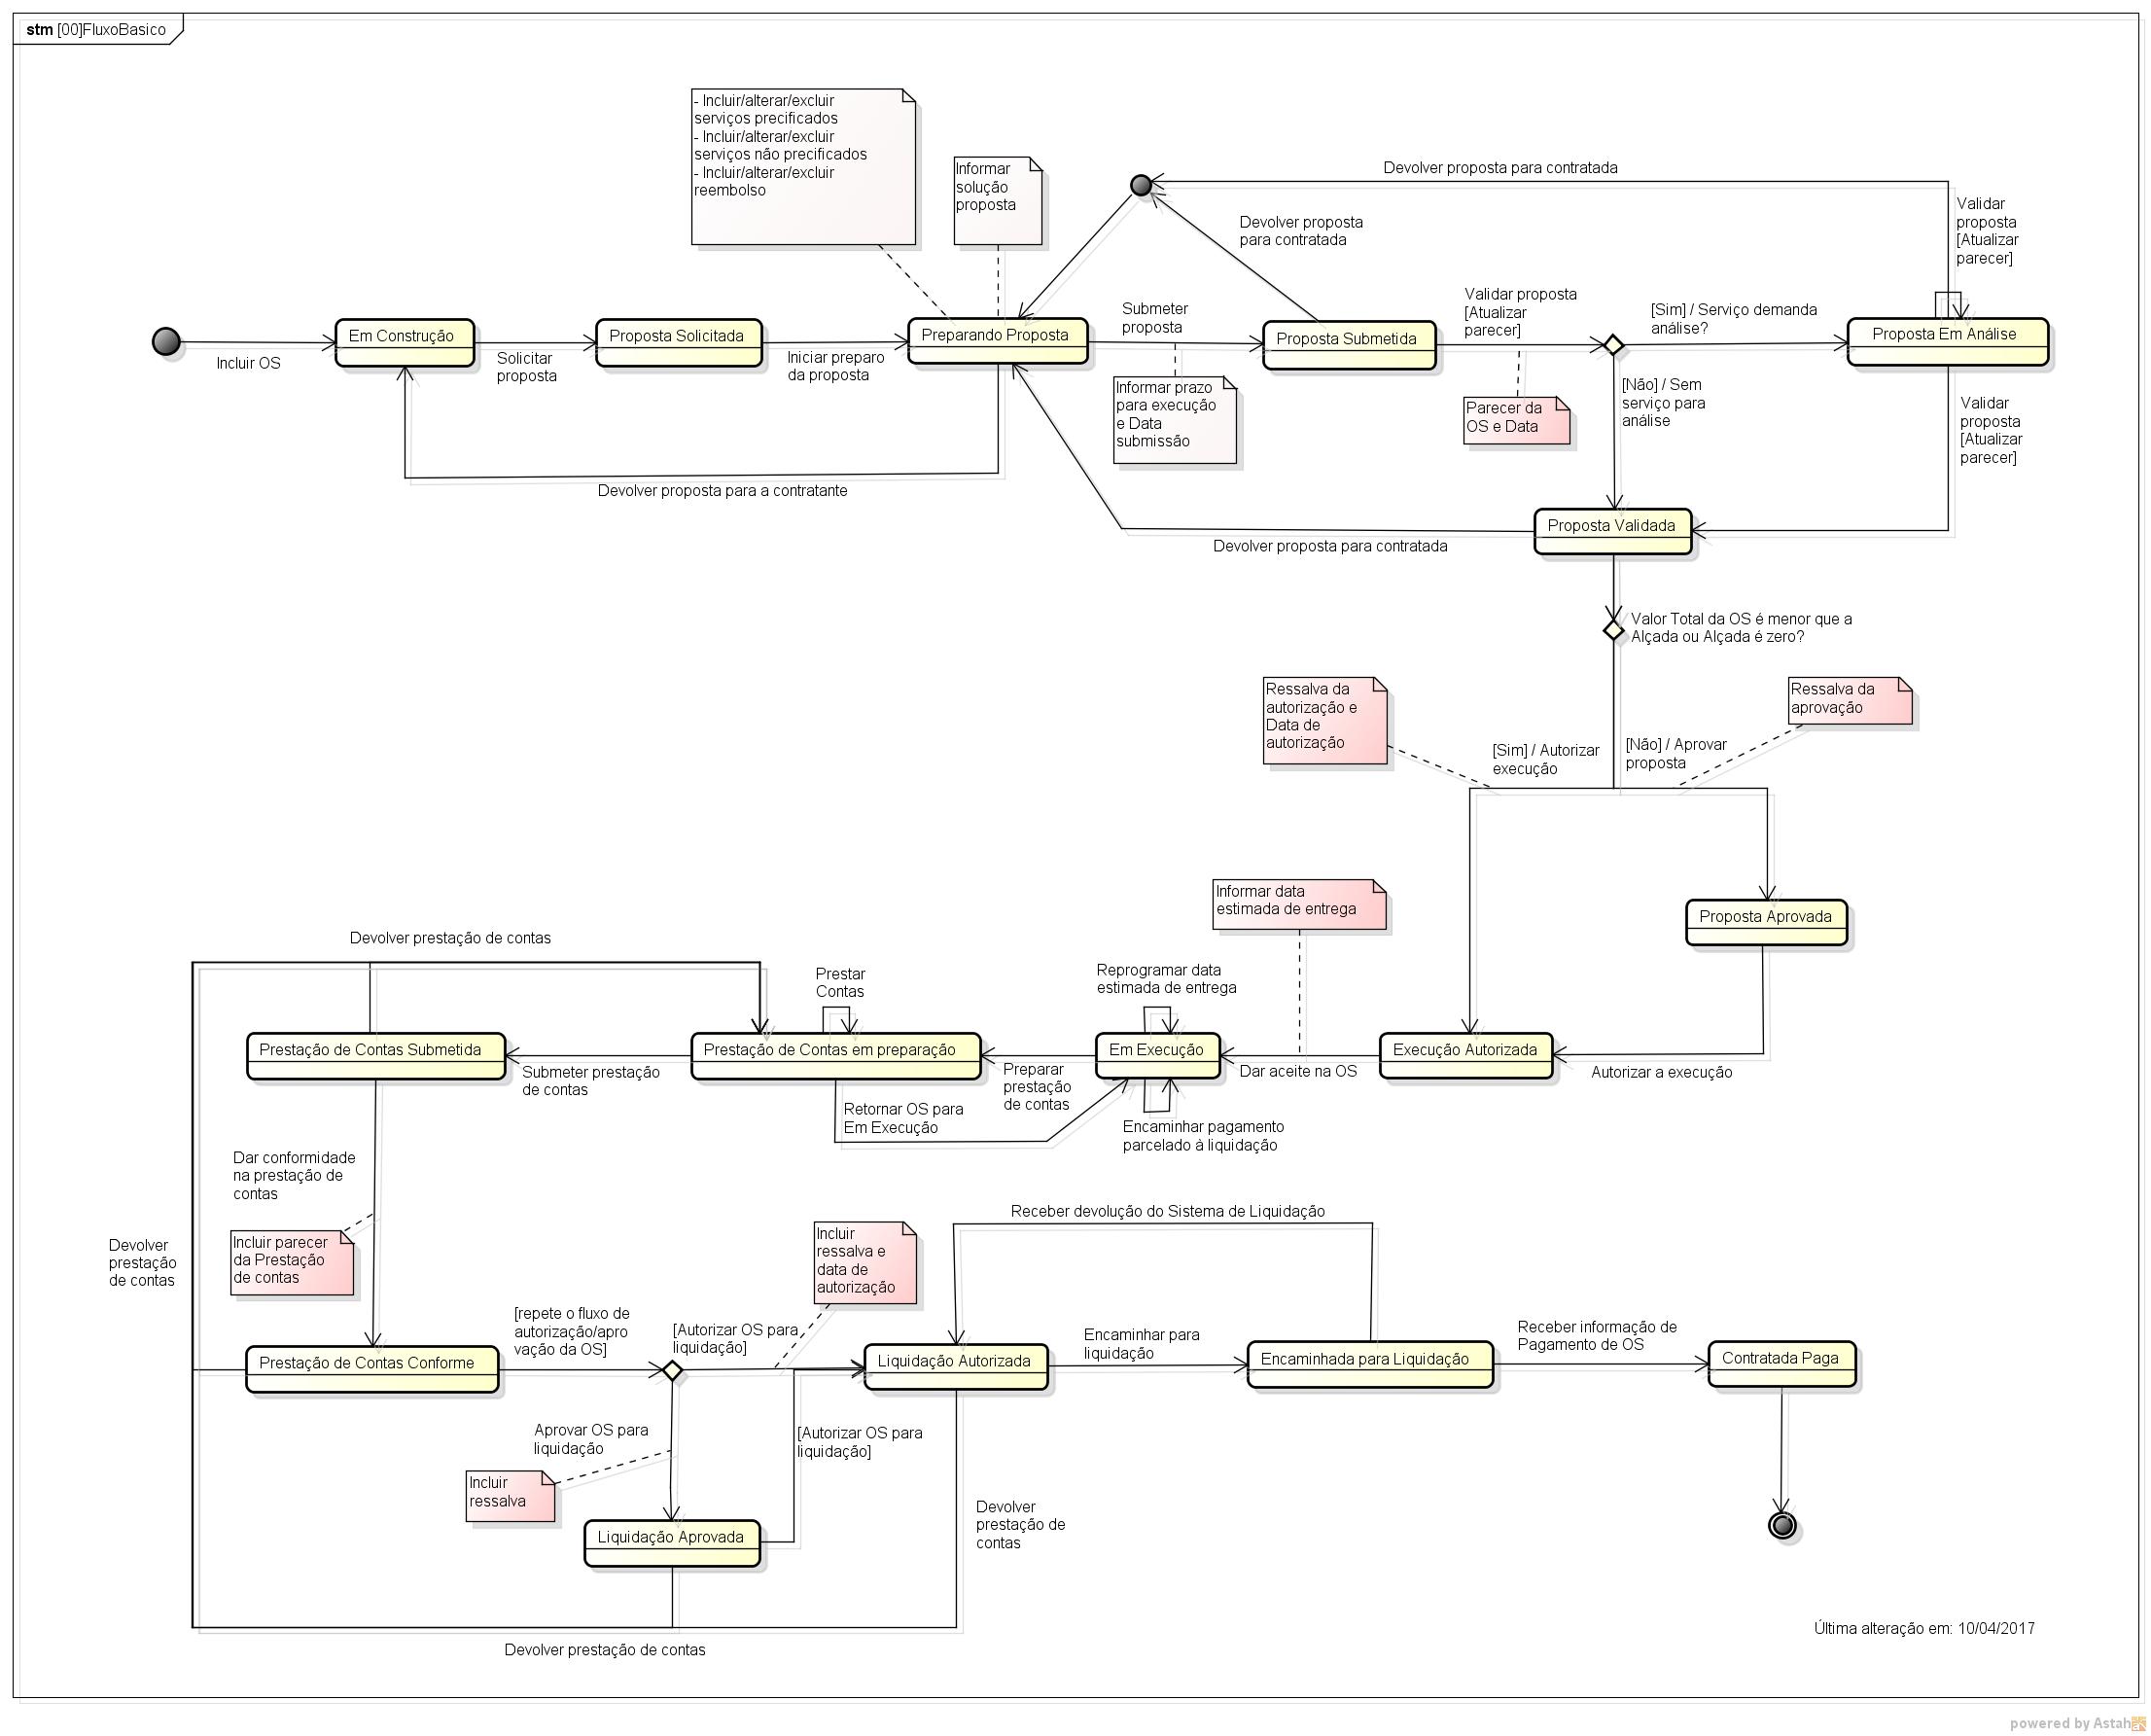 stm [00]FluxoBasico
- Incluir/alterar/excluir
serviços precificados
- Incluir/alterar/excluir
serviços não precificados
- Incluir/alterar/excluir
reembolso
Informar
solução
proposta
Devolver proposta para contratada
Devolver proposta
para contratada
Validar
proposta
[Atualizar
parecer]
Incluir OS
Em Construção
Solicitar
proposta
Proposta Solicitada
Iniciar preparo
da proposta
Preparando Proposta
Submeter
proposta
Informar prazo
para execução
e Data
submissão
Proposta Submetida
Validar proposta
[Atualizar
parecer]
Parecer da
OS e Data
[Sim] / Serviço demanda
análise?
[Não] / Sem
serviço para
análise
Proposta Em Análise
Validar
proposta
[Atualizar
parecer]
Devolver proposta para a contratante
Proposta Validada
Devolver proposta para contratada
Valor Total da OS é menor que a
Alçada ou Alçada é zero?
Ressalva da
autorização e
Data de
autorização
Ressalva da
aprovação
[Sim] / Autorizar
execução
[Não] / Aprovar
proposta
Informar data
estimada de entrega
Proposta Aprovada
Devolver prestação de contas
Prestar
Contas
Reprogramar data
estimada de entrega
Prestação de Contas Submetida
Submeter prestação
de contas
Prestação de Contas em preparação
Preparar
prestação
de contas
Em Execução
Dar aceite na OS
Execução Autorizada
Autorizar a execução
Retornar OS para
Em Execução
Encaminhar pagamento
parcelado à liquidação
Dar conformidade
na prestação de
contas
Incluir parecer
da Prestação
de contas
Devolver
prestação
de contas
Incluir
ressalva e
data de
autorização
Receber devolução do Sistema de Liquidação
[repete o fluxo de
autorização/apro
vação da OS]
[Autorizar OS para
liquidação]
Prestação de Contas Conforme
Liquidação Autorizada
Encaminhar para
liquidação
Encaminhada para Liquidação
Receber informação de
Pagamento de OS
Contratada Paga
Aprovar OS para
liquidação
[Autorizar OS para
liquidação]
Incluir
ressalva
Liquidação Aprovada
Devolver
prestação de
contas
Devolver prestação de contas
Última alteração em: 10/04/2017
powered by Astah